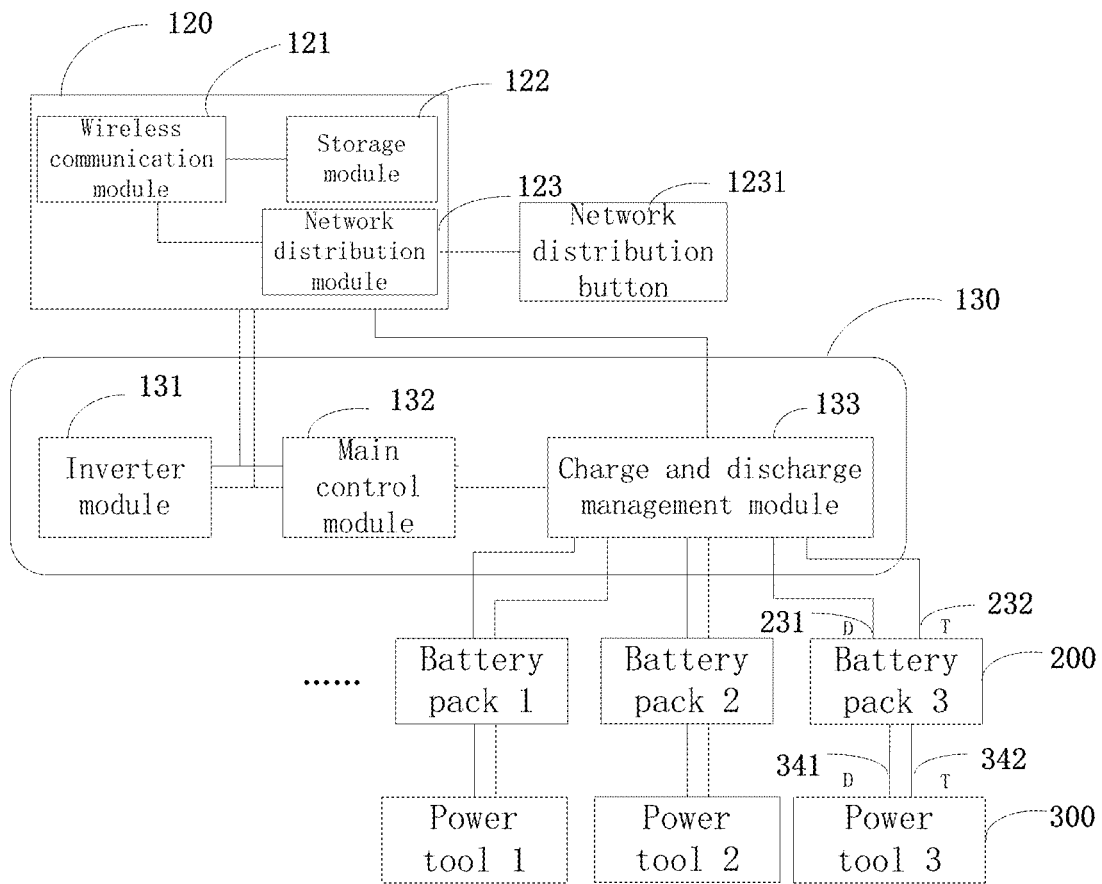 120
121
122
Wireless
communication
module
Storage
module
123
1231
Network
distribution
module
Network
distribution
button
130
131
132
133
Inverter
module
Main
control
module
Charge and discharge
management module
231
D
T
232
200
Battery
pack 1
Battery
pack 2
Battery
pack 3
......
341
D
T
342
300
Power
tool 1
Power
tool 2
Power
tool 3